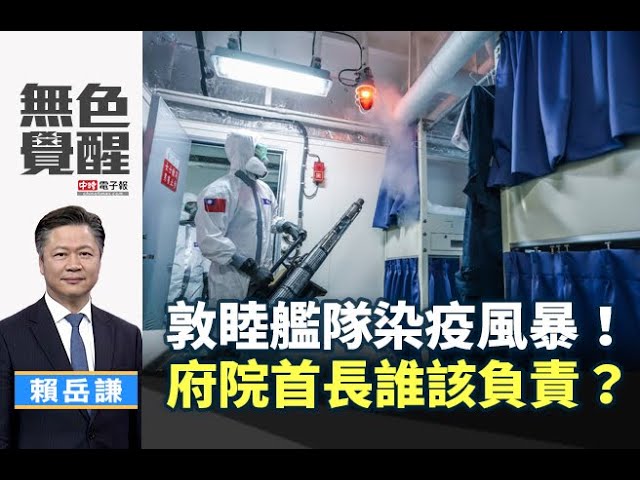 無色
覺醒
中時電子報
賴岳謙
敦睦艦隊染疫風暴！
府院首長誰該負責？